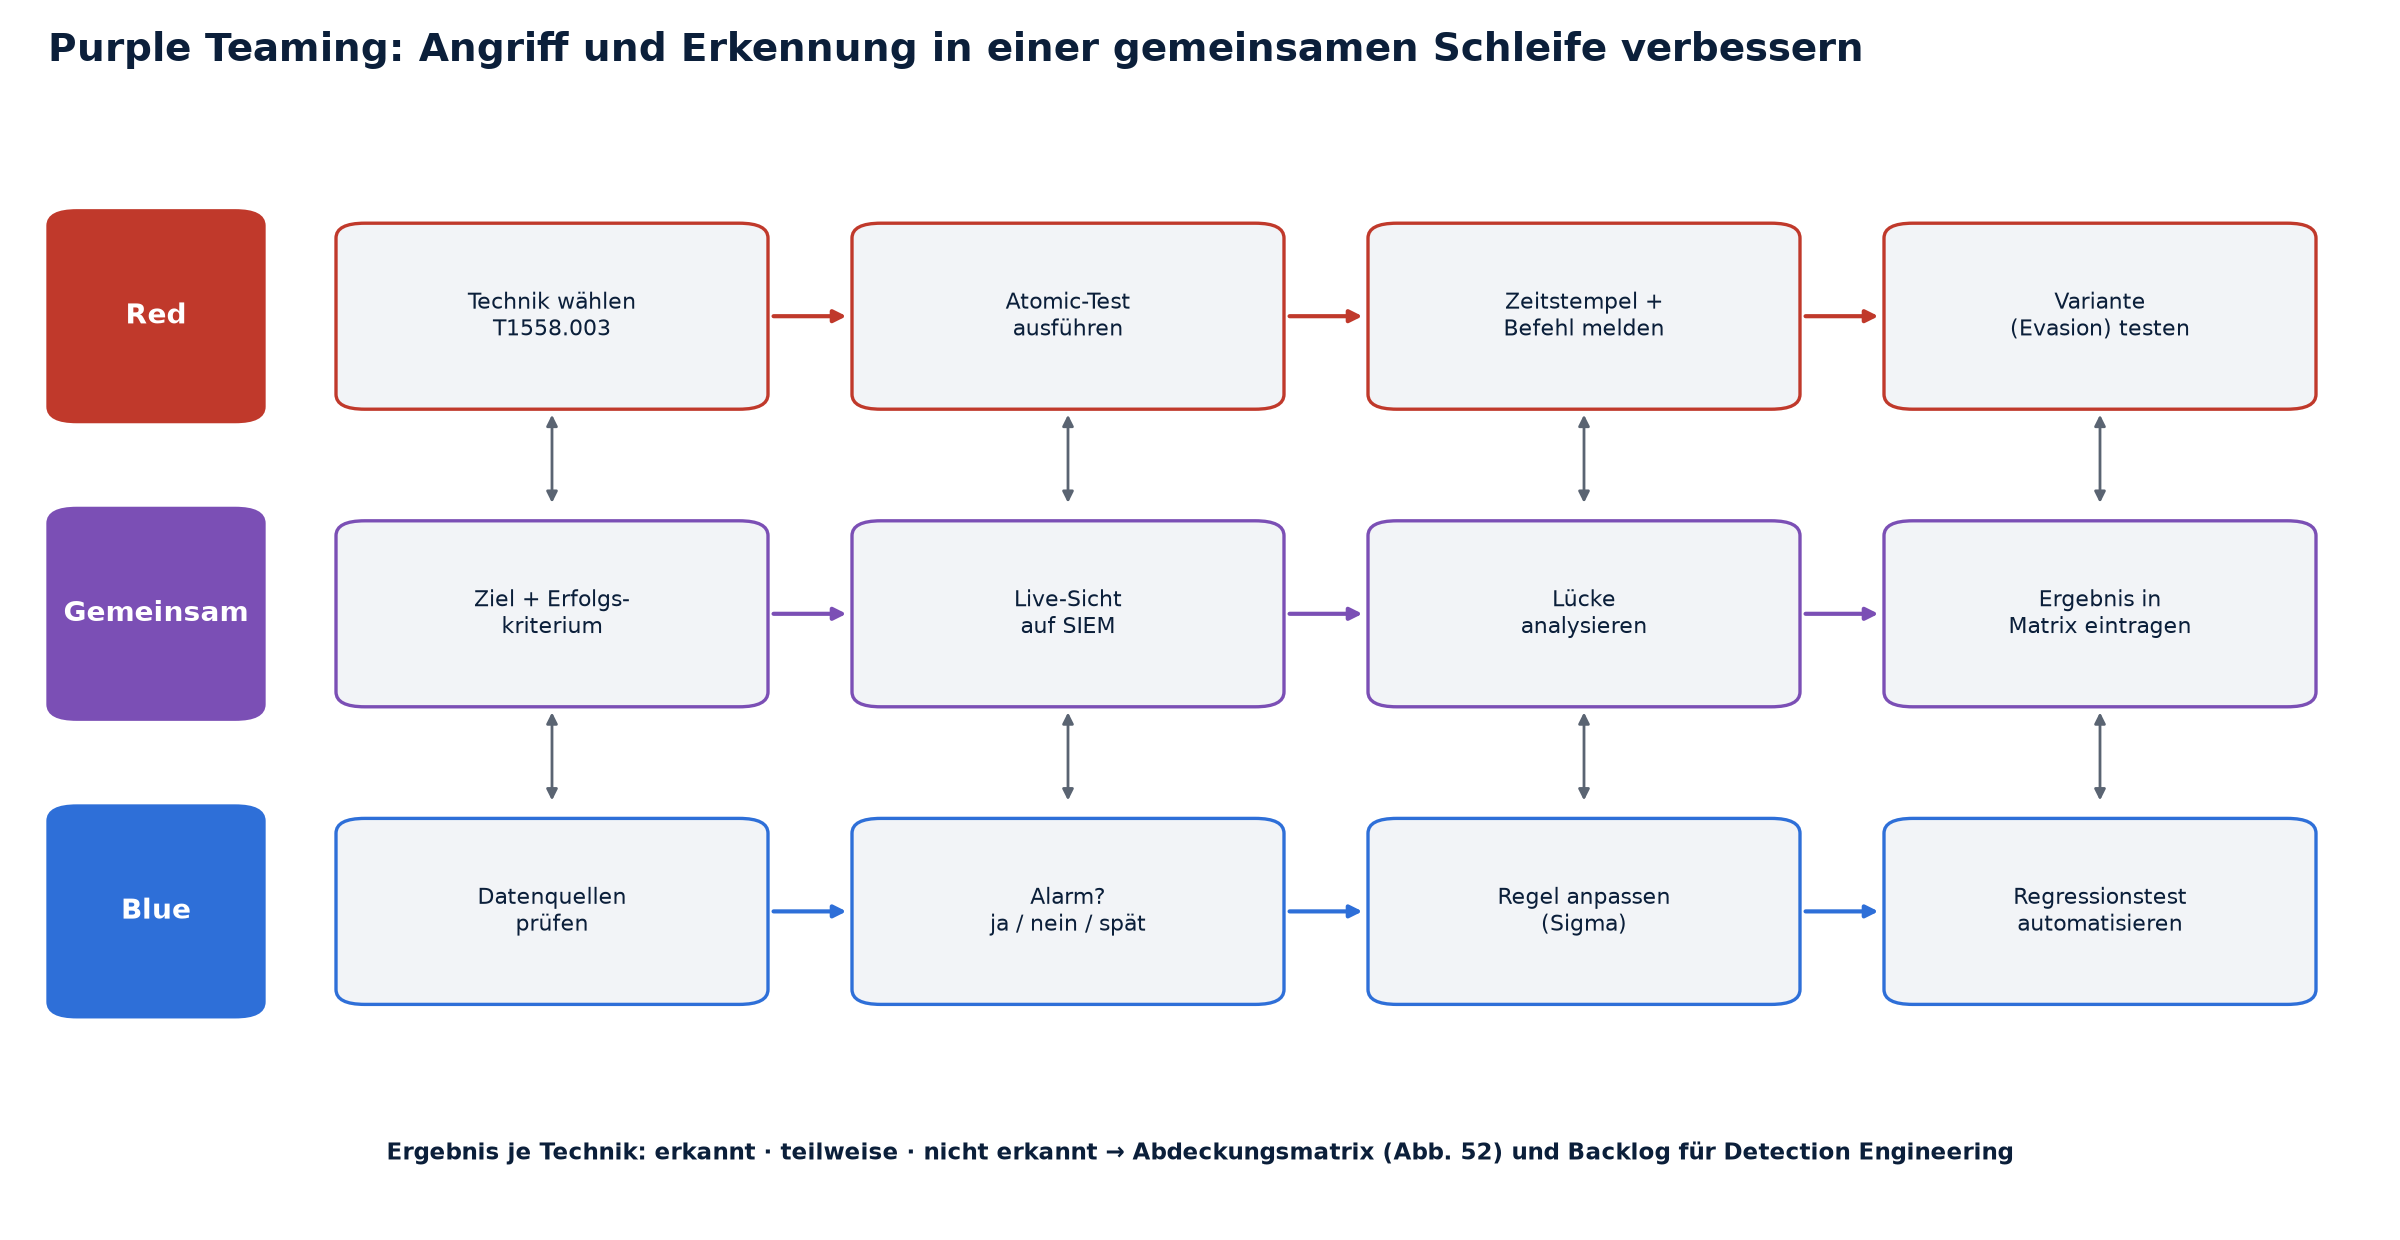 Purple Teaming: Angriff und Erkennung in einer gemeinsamen Schleife verbessern
Red
Technik wählen
T1558.003
Atomic-Test
ausführen
Zeitstempel +
Befehl melden
Variante
(Evasion) testen
Gemeinsam
Ziel + Erfolgs-
kriterium
Live-Sicht
auf SIEM
Lücke
analysieren
Ergebnis in
Matrix eintragen
Blue
Datenquellen
prüfen
Alarm?
ja / nein / spät
Regel anpassen
(Sigma)
Regressionstest
automatisieren
Ergebnis je Technik: erkannt · teilweise · nicht erkannt → Abdeckungsmatrix (Abb. 52) und Backlog für Detection Engineering